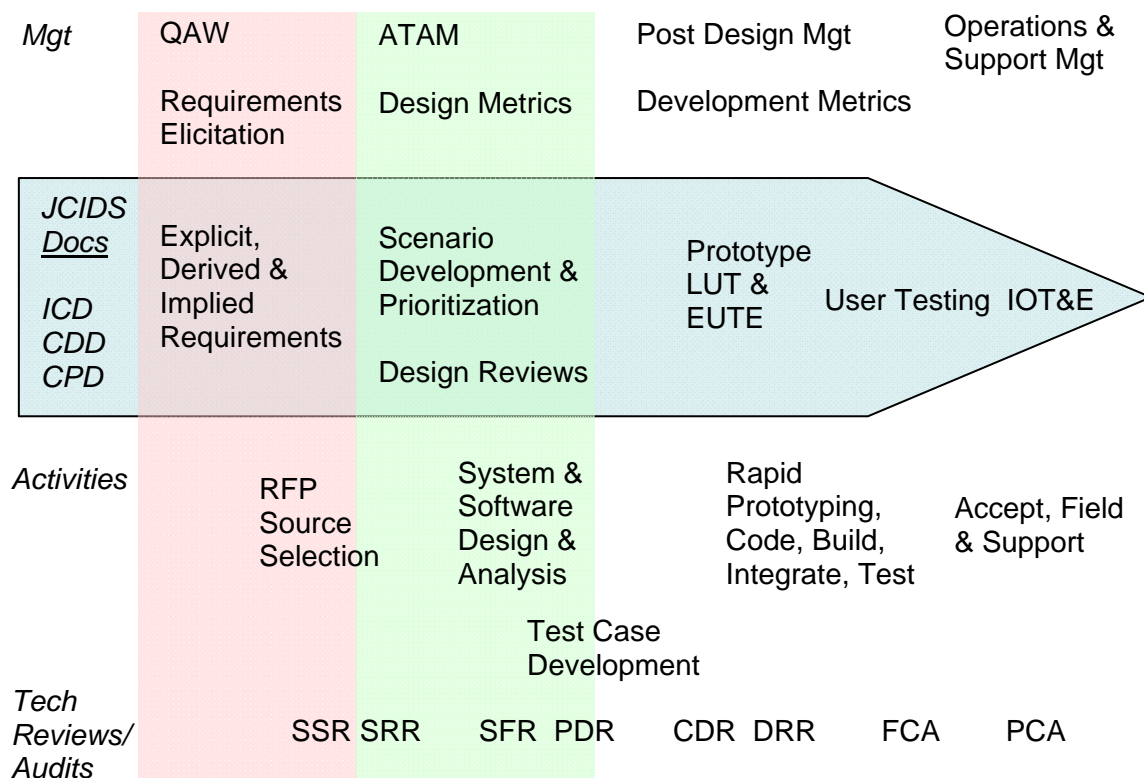 Mgt
QAW
ATAM
Post Design Mgt
Operations &
Support Mgt
Requirements
Elicitation
Design Metrics
Development Metrics
JCIDS
Docs
ICD
CDD
CPD
Explicit,
Derived &
Implied
Requirements
Scenario
Development &
Prioritization
Design Reviews
Prototype
LUT &
EUTE
User Testing
IOT&E
Activities
RFP
Source
Selection
System &
Software
Design &
Analysis
Rapid
Prototyping,
Code, Build,
Integrate, Test
Accept, Field
& Support
Test Case
Development
Tech
Reviews/
Audits
SSR SRR SFR PDR CDR DRR FCA PCA